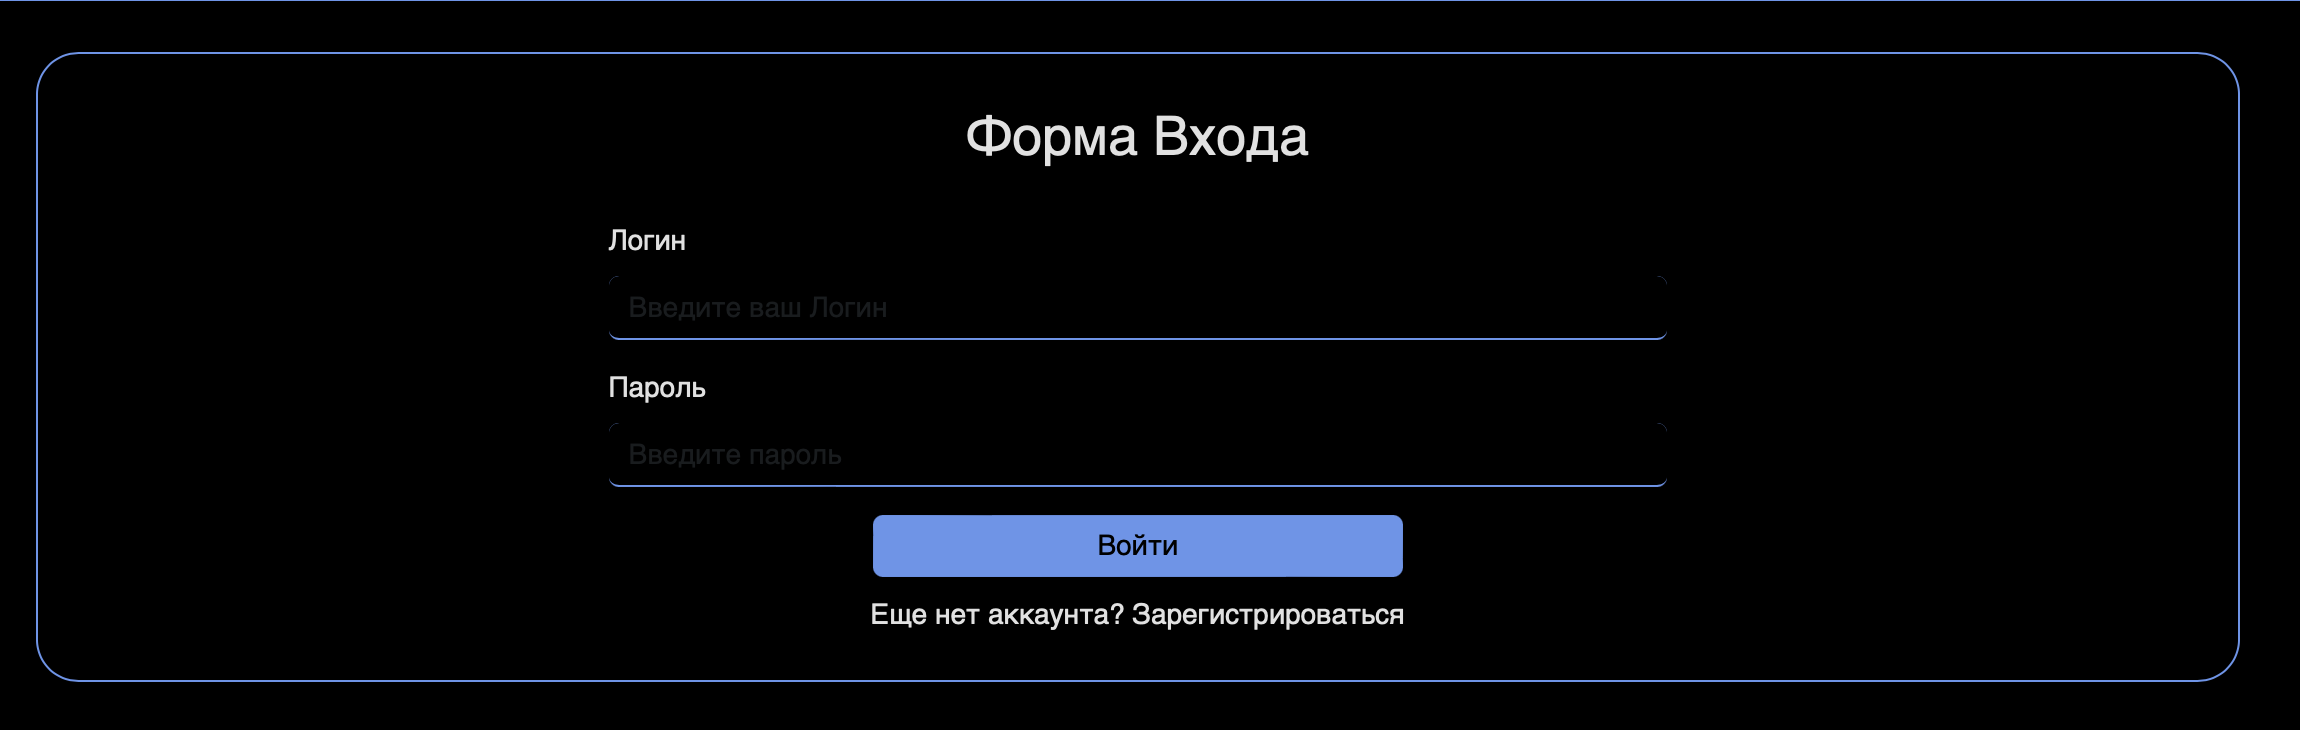 Форма Входа
Логин
Введите ваш Логин
Пароль
Введите пароль
Войти
Еще нет аккаунта? Зарегистрироваться